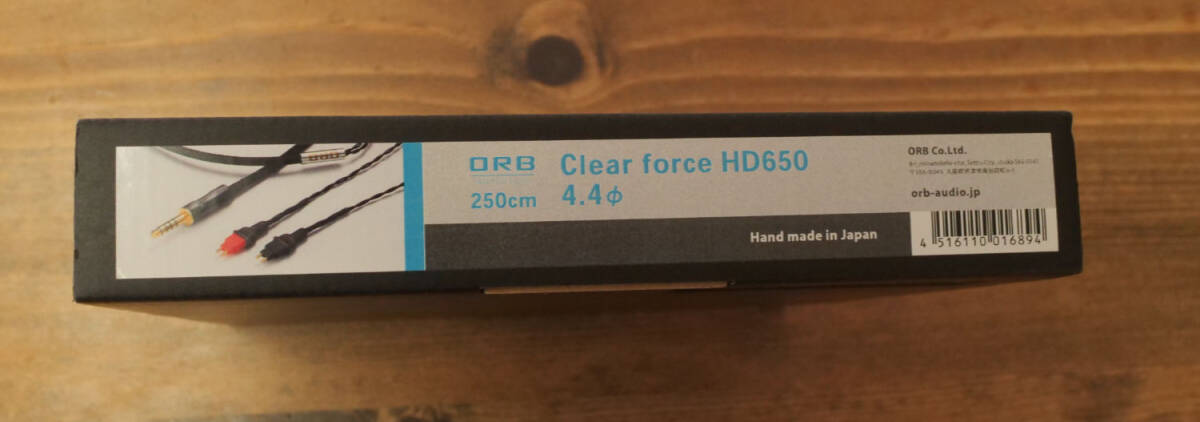 ORB Clear force HD650
250cm 4.4φ
Hand made in Japan
ORB Co.Ltd.
orb-audio.jp
4 516110 016894